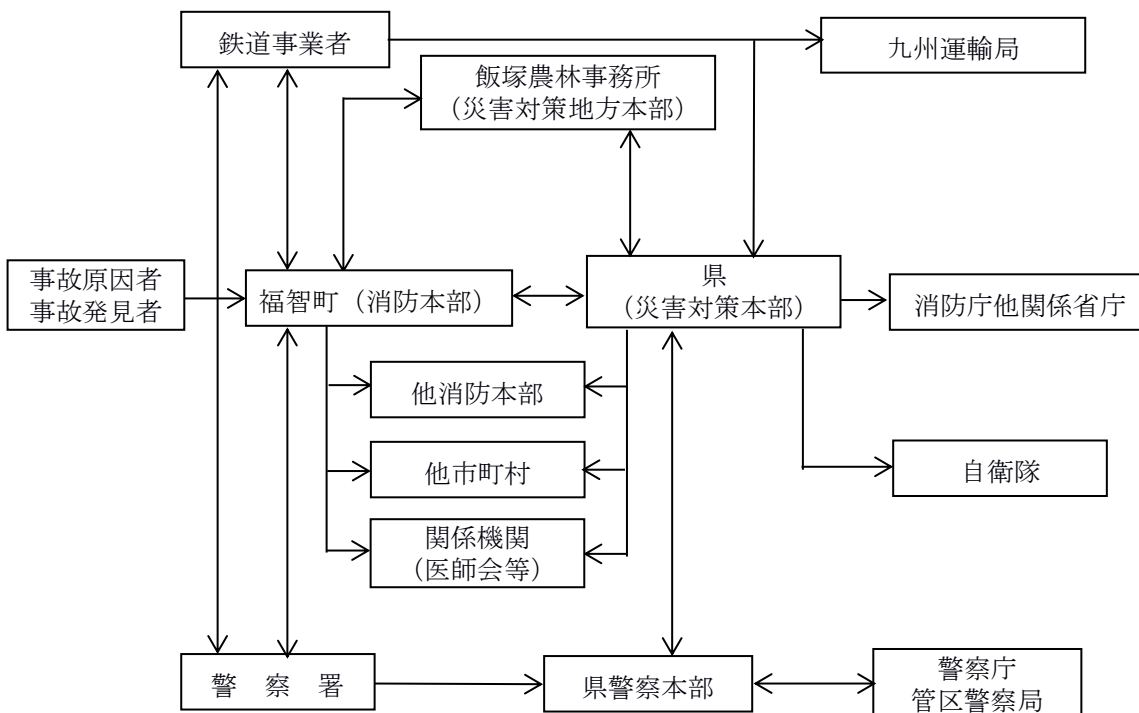 鉄道事業者
九州運輸局
飯塚農林事務所
（災害対策地方本部）
事故原因者
事故発見者
福智町（消防本部）
県
（災害対策本部）
消防庁他関係省庁
他消防本部
他市町村
自衛隊
関係機関
（医師会等）
警　察　署
県警察本部
警察庁
管区警察局